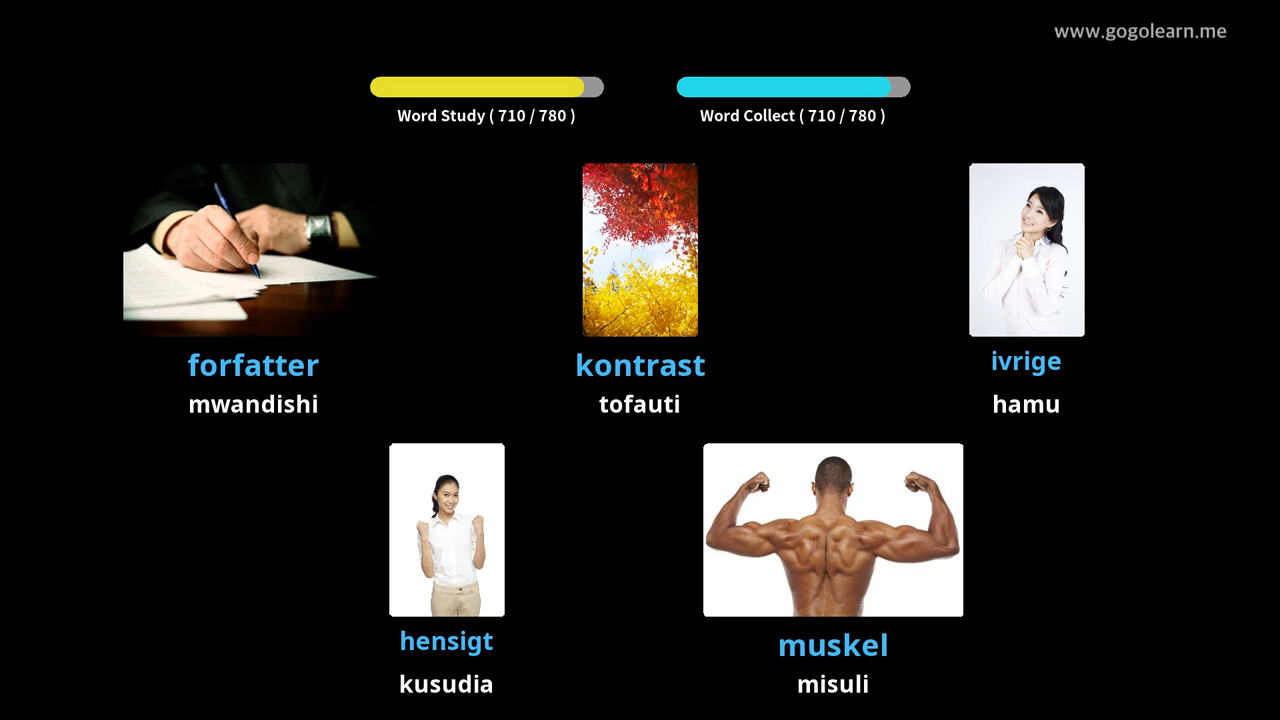 www.gogolearn.me
Word Study ( 710 / 780 )
Word Collect ( 710 / 780 )
forfatter
mwandishi
kontrast
tofauti
ivrige
hamu
hensigt
kusudia
muskel
misuli